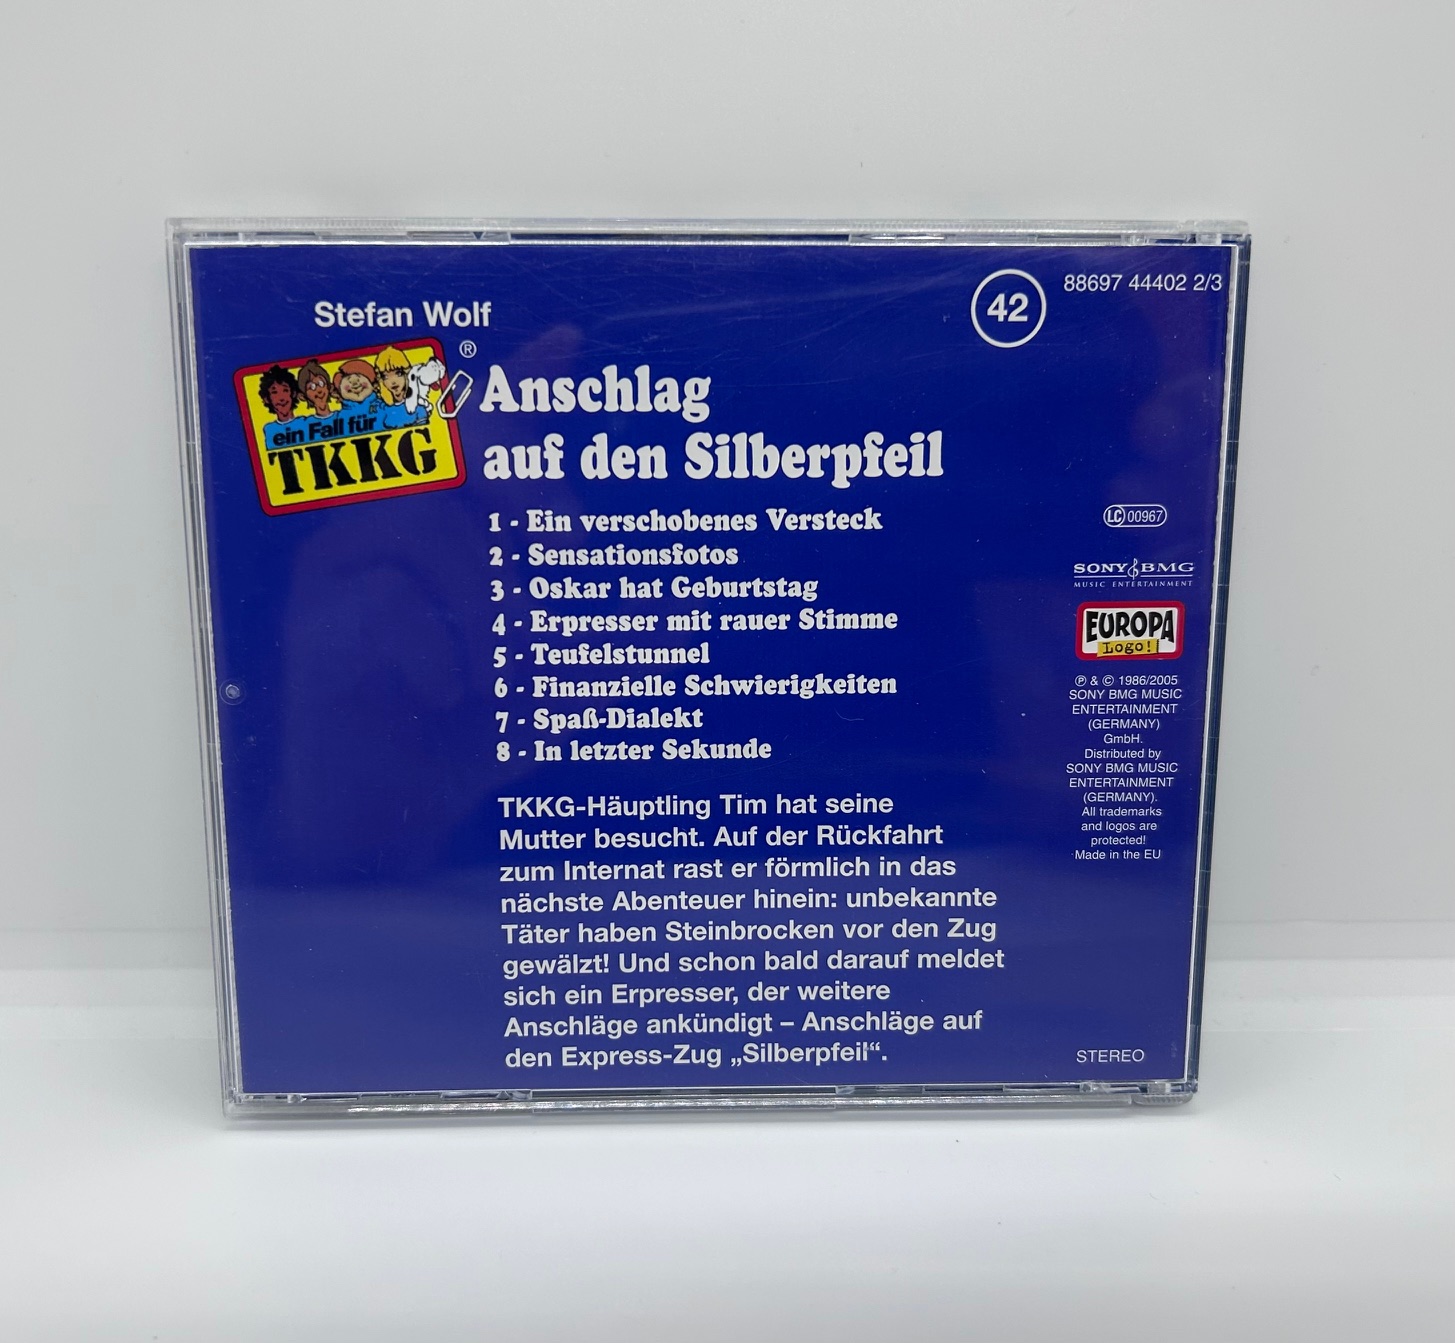 Stefan Wolf
42
88697 44402 2/3
®
ein Fall für
TKKG
Anschlag
auf den Silberpfeil
1 - Ein verschobenes Versteck
2 - Sensationsfotos
3 - Oskar hat Geburtstag
4 - Erpresser mit rauer Stimme
5 - Teufelstunnel
6 - Finanzielle Schwierigkeiten
7 - Spaß-Dialekt
8 - In letzter Sekunde
TKKG-Häuptling Tim hat seine
Mutter besucht. Auf der Rückfahrt
zum Internat rast er förmlich in das
nächste Abenteuer hinein: unbekannte
Täter haben Steinbrocken vor den Zug
gewälzt! Und schon bald darauf meldet
sich ein Erpresser, der weitere
Anschläge ankündigt – Anschläge auf
den Express-Zug „Silberpfeil“.
LC 00967
SONY BMG
MUSIC ENTERTAINMENT
EUROPA
Logo!
℗ & © 1986/2005
SONY BMG MUSIC
ENTERTAINMENT
(GERMANY)
GmbH.
Distributed by
SONY BMG MUSIC
ENTERTAINMENT
(GERMANY).
All trademarks
and logos are
protected!
Made in the EU
STEREO